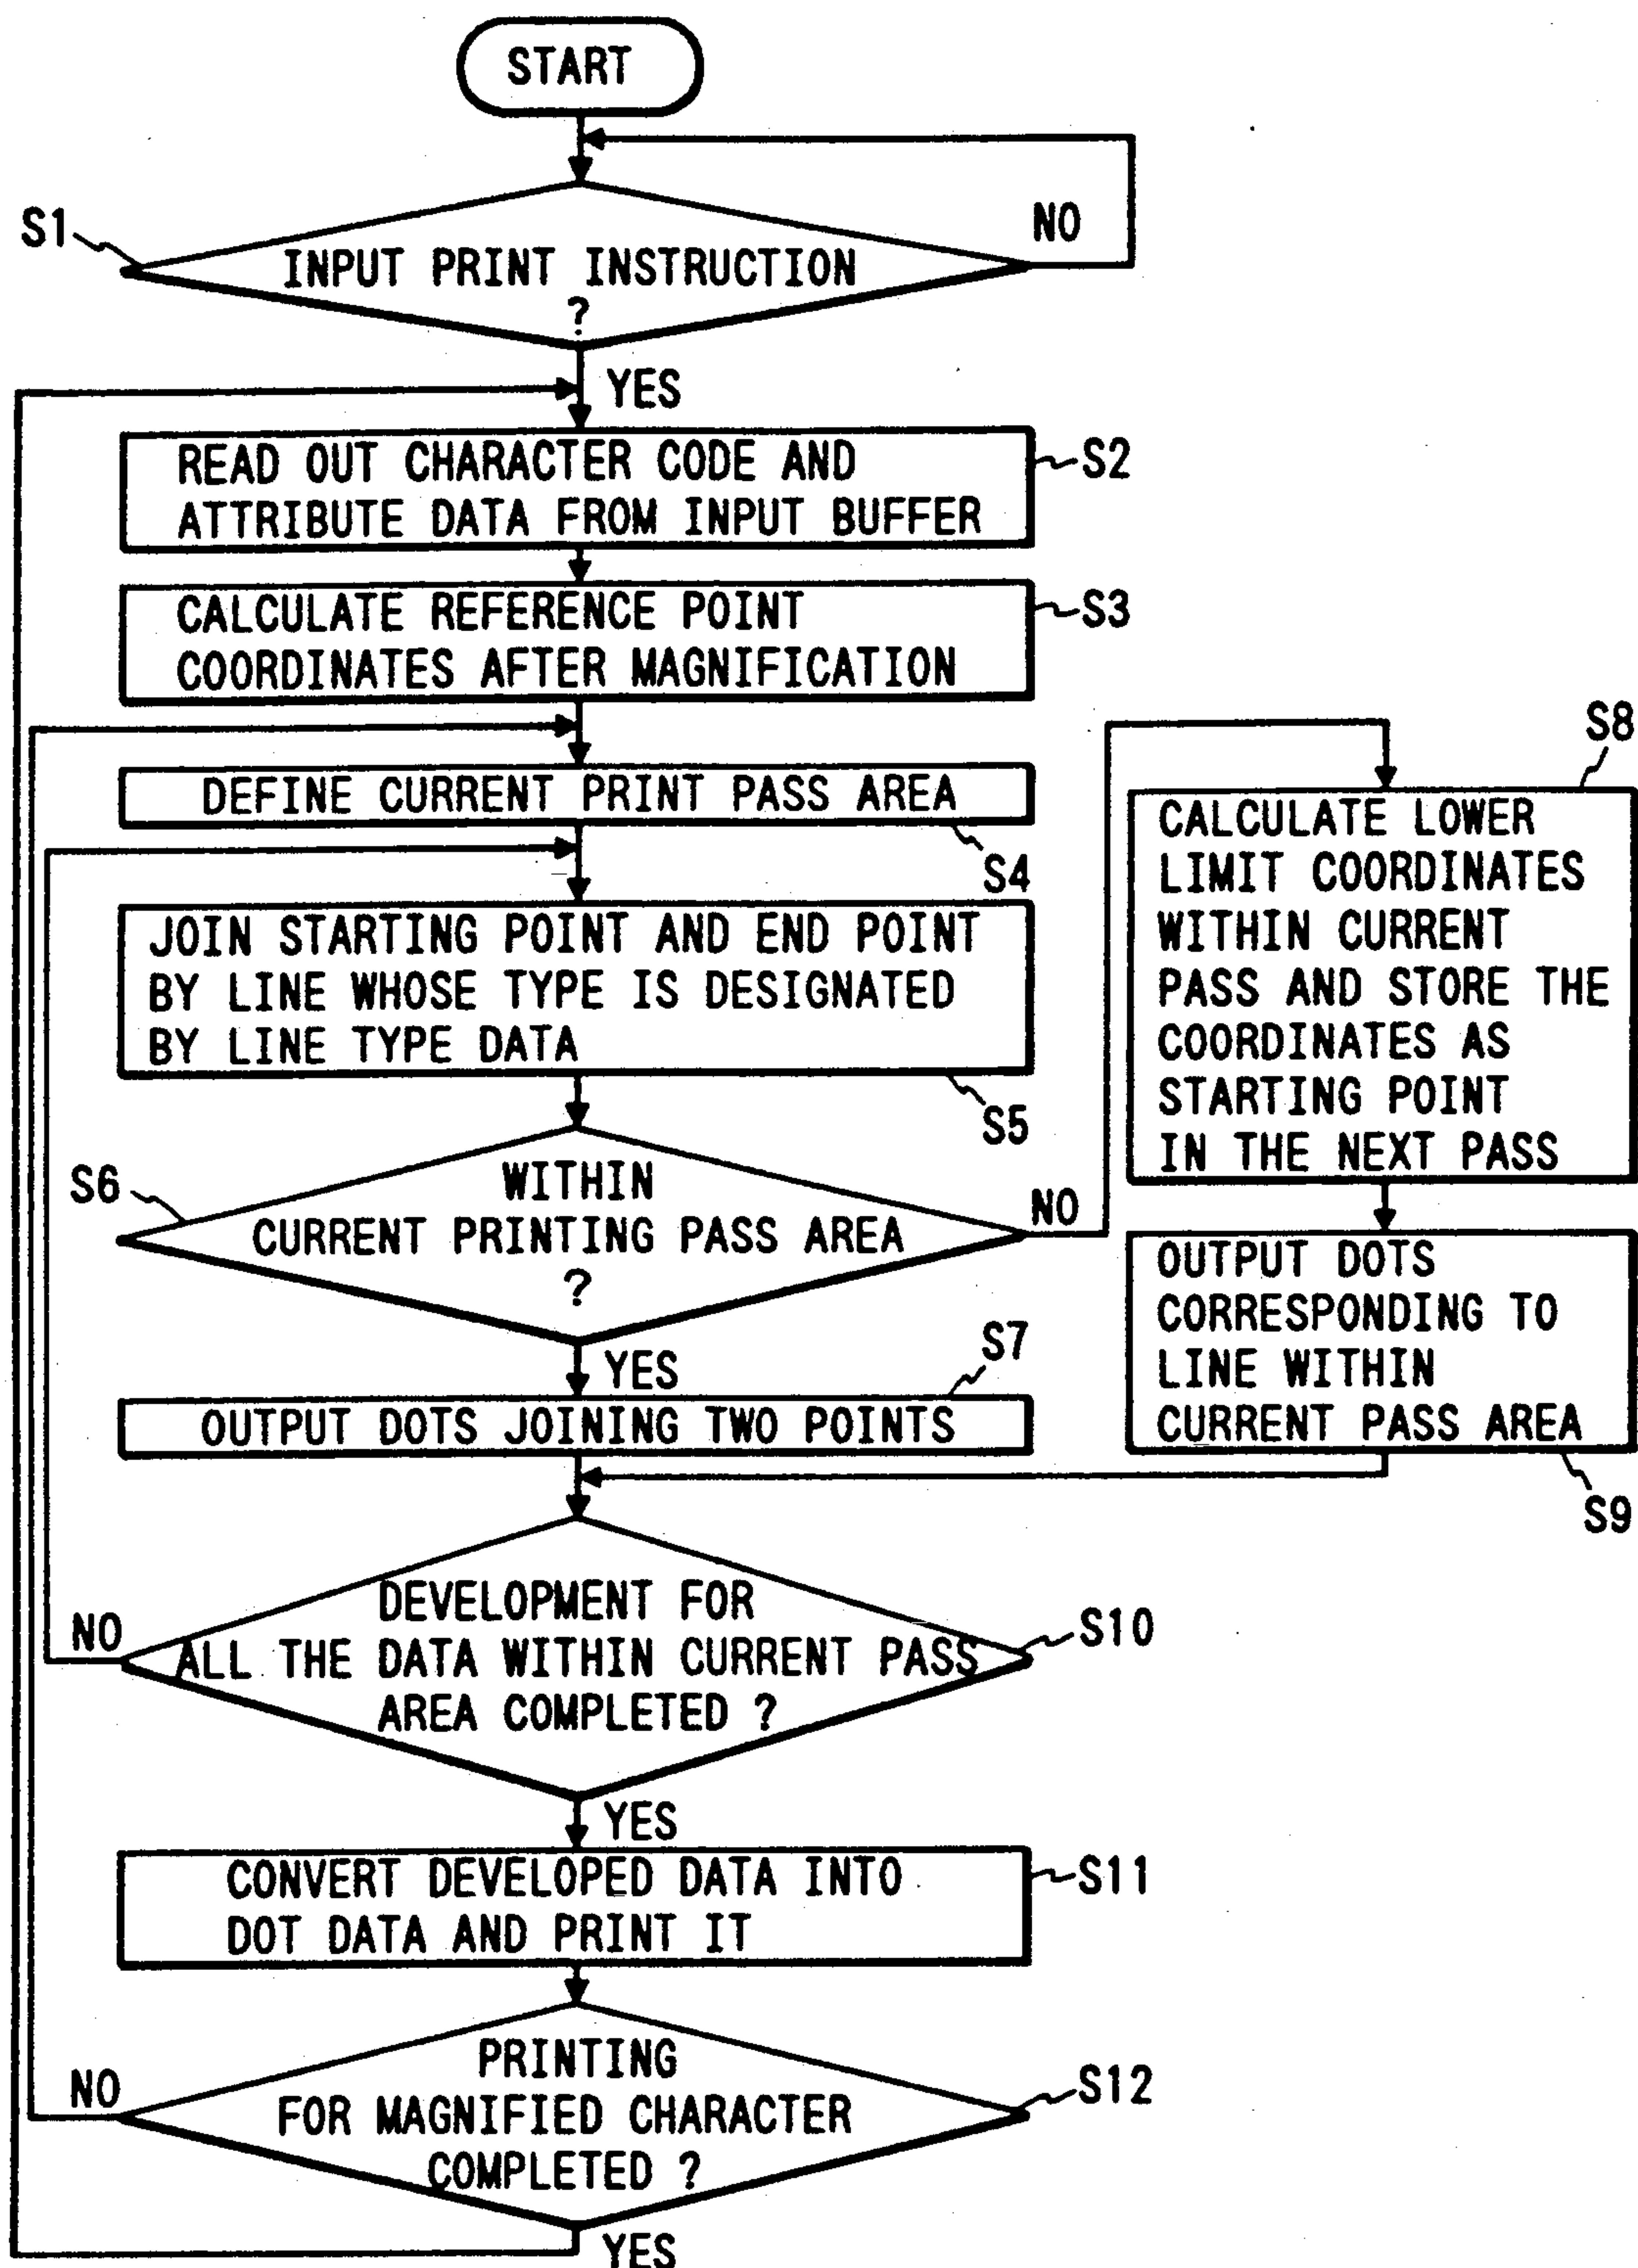 START
S1
INPUT PRINT INSTRUCTION
?
NO
YES
READ OUT CHARACTER CODE AND
ATTRIBUTE DATA FROM INPUT BUFFER
S2
CALCULATE REFERENCE POINT
COORDINATES AFTER MAGNIFICATION
S3
DEFINE CURRENT PRINT PASS AREA
S4
JOIN STARTING POINT AND END POINT
BY LINE WHOSE TYPE IS DESIGNATED
BY LINE TYPE DATA
S5
S6
WITHIN
CURRENT PRINTING PASS AREA
?
NO
YES
S7
OUTPUT DOTS JOINING TWO POINTS
S8
CALCULATE LOWER
LIMIT COORDINATES
WITHIN CURRENT
PASS AND STORE THE
COORDINATES AS
STARTING POINT
IN THE NEXT PASS
OUTPUT DOTS
CORRESPONDING TO
LINE WITHIN
CURRENT PASS AREA
S9
DEVELOPMENT FOR
ALL THE DATA WITHIN CURRENT PASS
AREA COMPLETED ?
NO
S10
YES
CONVERT DEVELOPED DATA INTO
DOT DATA AND PRINT IT
S11
PRINTING
FOR MAGNIFIED CHARACTER
COMPLETED ?
NO
S12
YES